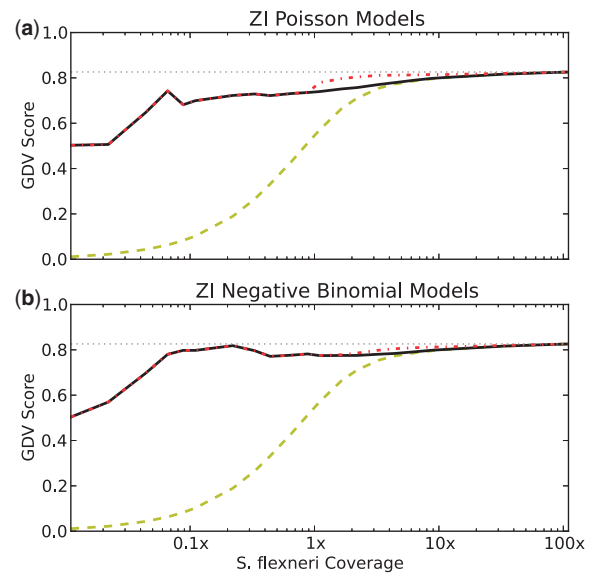 (a)
ZI Poisson Models
1.0
0.8
0.6
0.4
0.2
0.0
GDV Score
(b)
ZI Negative Binomial Models
1.0
0.8
0.6
0.4
0.2
0.0
GDV Score
0.1x 1x 10x 100x
S. flexneri Coverage